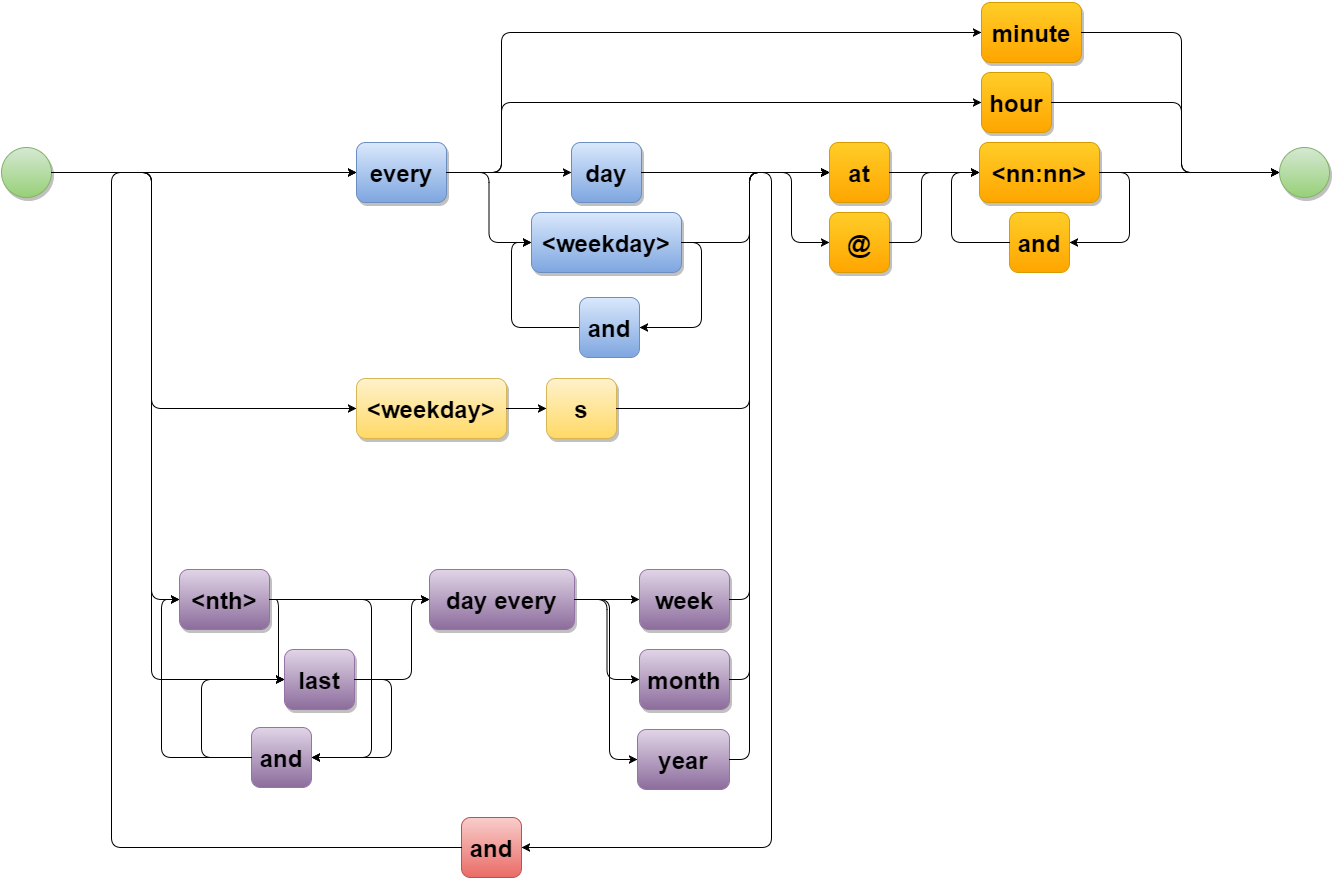 minute
hour
every
day
at
<nn:nn>
<weekday>
@
and
and
<weekday>
s
<nth>
day every
week
last
month
and
year
and